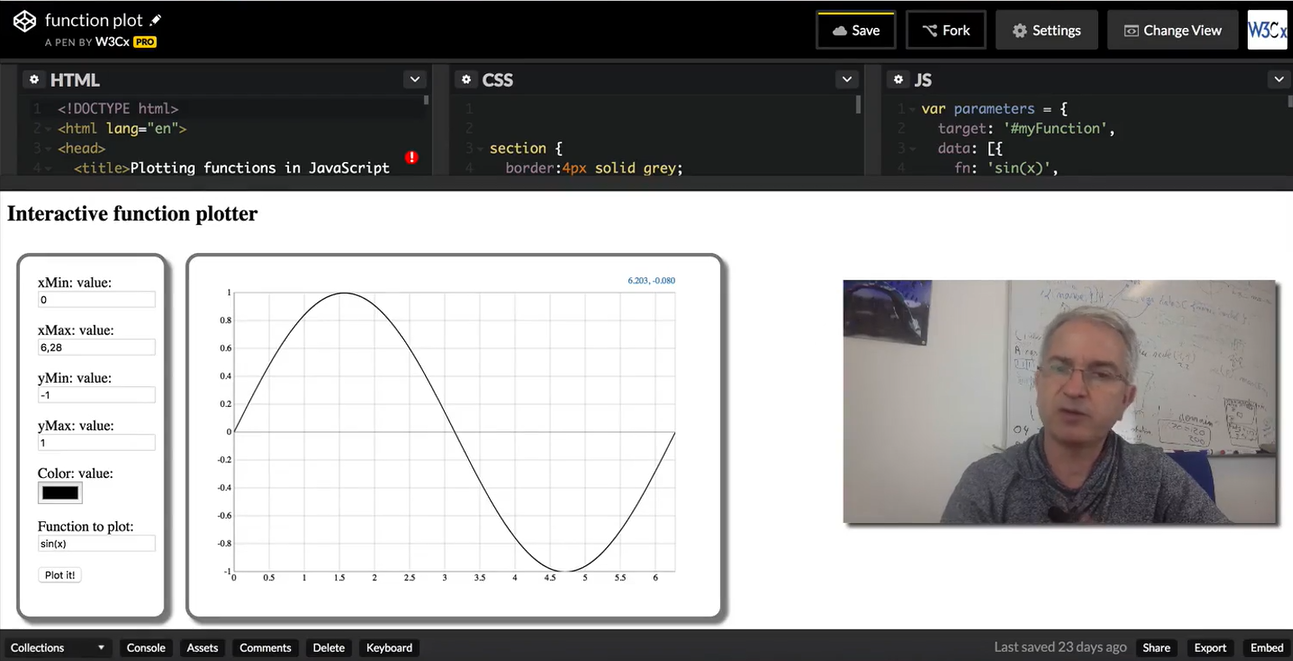 function plot
A PEN BY W3Cx PRO
Save
Fork
Settings
Change View
W3Cx
HTML
1 <!DOCTYPE html>
2 <html lang="en">
3 <head>
4 <title>Plotting functions in JavaScript
CSS
1
2
3 section {
4 border:4px solid grey;
JS
1 var parameters = {
2 target: '#myFunction',
3 data: [{
4 fn: 'sin(x)',
Interactive function plotter
xMin: value:
0
xMax: value:
6,28
yMin: value:
-1
yMax: value:
1
Color: value:
Function to plot:
sin(x)
Plot it!
6.203, -0.080
1
0.8
0.6
0.4
0.2
0
-0.2
-0.4
-0.6
-0.8
-1
0 0.5 1 1.5 2 2.5 3 3.5 4 4.5 5 5.5 6
domain
Collections
Console
Assets
Comments
Delete
Keyboard
Last saved 23 days ago
Share
Export
Embed